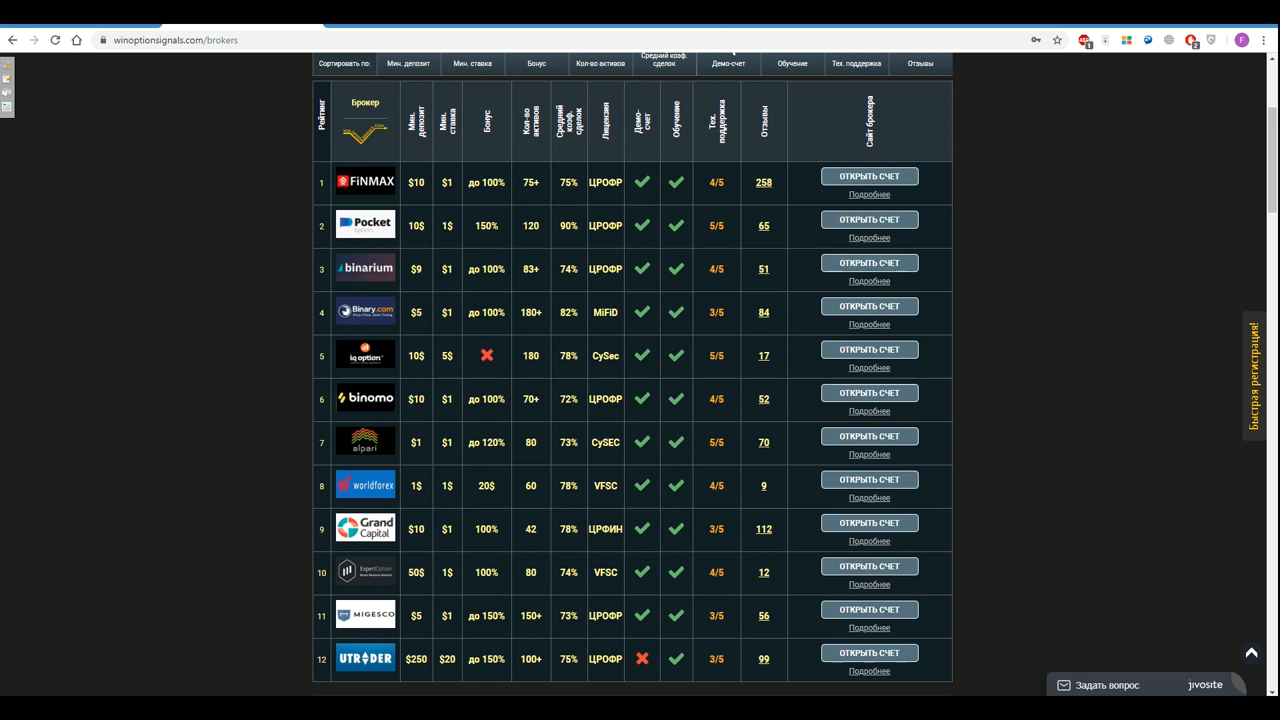 winoptionsignals.com/brokers
Сортировать по: Мин. депозит Мин. ставка Бонус Кол-во активов Средний коэф. сделок Демо-счет Обучение Тех. поддержка Отзывы
Рейтинг Брокер Мин. депозит Мин. ставка Бонус Кол-во активов Средний коэф. сделок Лицензия Демо-счет Обучение Тех. поддержка Отзывы Сайт брокера
1 FiNMAX $10 $1 до 100% 75+ 75% ЦРОФР 4/5 258 ОТКРЫТЬ СЧЕТ
Подробнее
2 Pocket option 10$ 1$ 150% 120 90% ЦРОФР 5/5 65 ОТКРЫТЬ СЧЕТ
Подробнее
3 binarium $9 $1 до 100% 83+ 74% ЦРОФР 4/5 51 ОТКРЫТЬ СЧЕТ
Подробнее
4 Binary.com $5 $1 до 100% 180+ 82% MiFiD 3/5 84 ОТКРЫТЬ СЧЕТ
Подробнее
5 iq option 10$ 5$ 180 78% CySec 5/5 17 ОТКРЫТЬ СЧЕТ
Подробнее
6 binomo $10 $1 до 100% 70+ 72% ЦРОФР 4/5 52 ОТКРЫТЬ СЧЕТ
Подробнее
7 alpari $1 $1 до 120% 80 73% CySEC 5/5 70 ОТКРЫТЬ СЧЕТ
Подробнее
8 worldforex 1$ 1$ 20$ 60 78% VFSC 4/5 9 ОТКРЫТЬ СЧЕТ
Подробнее
9 Grand Capital $10 $1 100% 42 78% ЦРФИН 3/5 112 ОТКРЫТЬ СЧЕТ
Подробнее
10 ExpertOption 50$ 1$ 100% 80 74% VFSC 4/5 12 ОТКРЫТЬ СЧЕТ
Подробнее
11 MIGESCO $5 $1 до 150% 150+ 73% ЦРОФР 3/5 56 ОТКРЫТЬ СЧЕТ
Подробнее
12 UTRADER $250 $20 до 150% 100+ 75% ЦРОФР 3/5 99 ОТКРЫТЬ СЧЕТ
Подробнее
Быстрая регистрация!
Задать вопрос jivosite